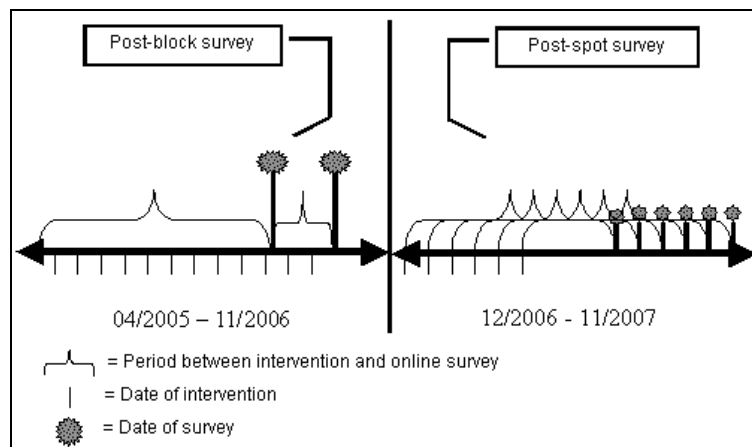 Post-block survey
Post-spot survey
04/2005 – 11/2006
12/2006 - 11/2007
= Period between intervention and online survey
= Date of intervention
= Date of survey